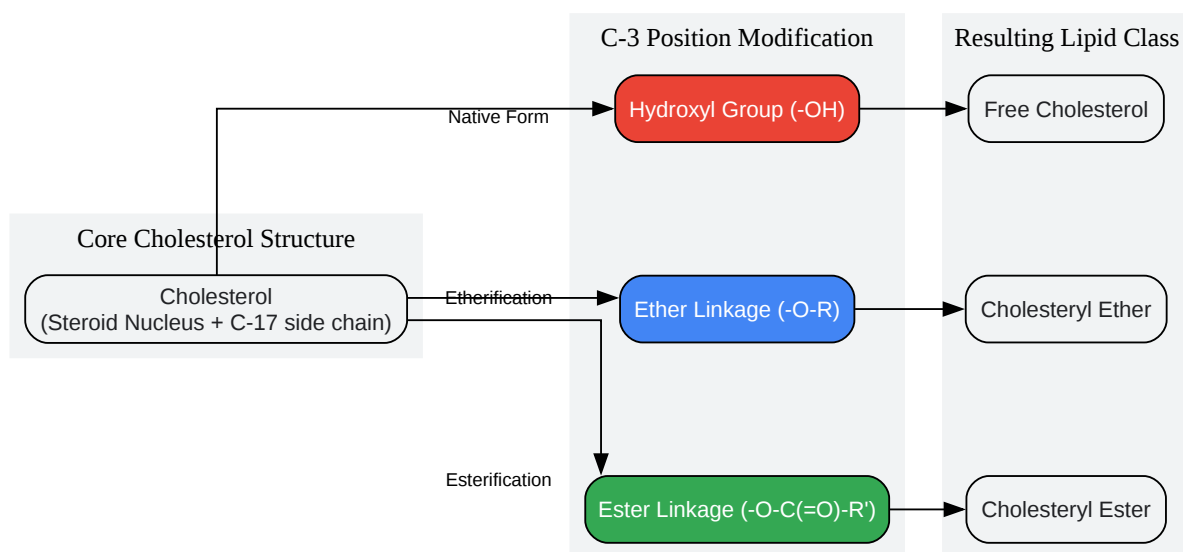 C-3 Position Modification
Resulting Lipid Class
Native Form
Hydroxyl Group (-OH)
Free Cholesterol
Core Cholesterol Structure
Cholesterol
(Steroid Nucleus + C-17 side chain)
Etherification
Ether Linkage (-O-R)
Cholesteryl Ether
Esterification
Ester Linkage (-O-C(=O)-R')
Cholesteryl Ester